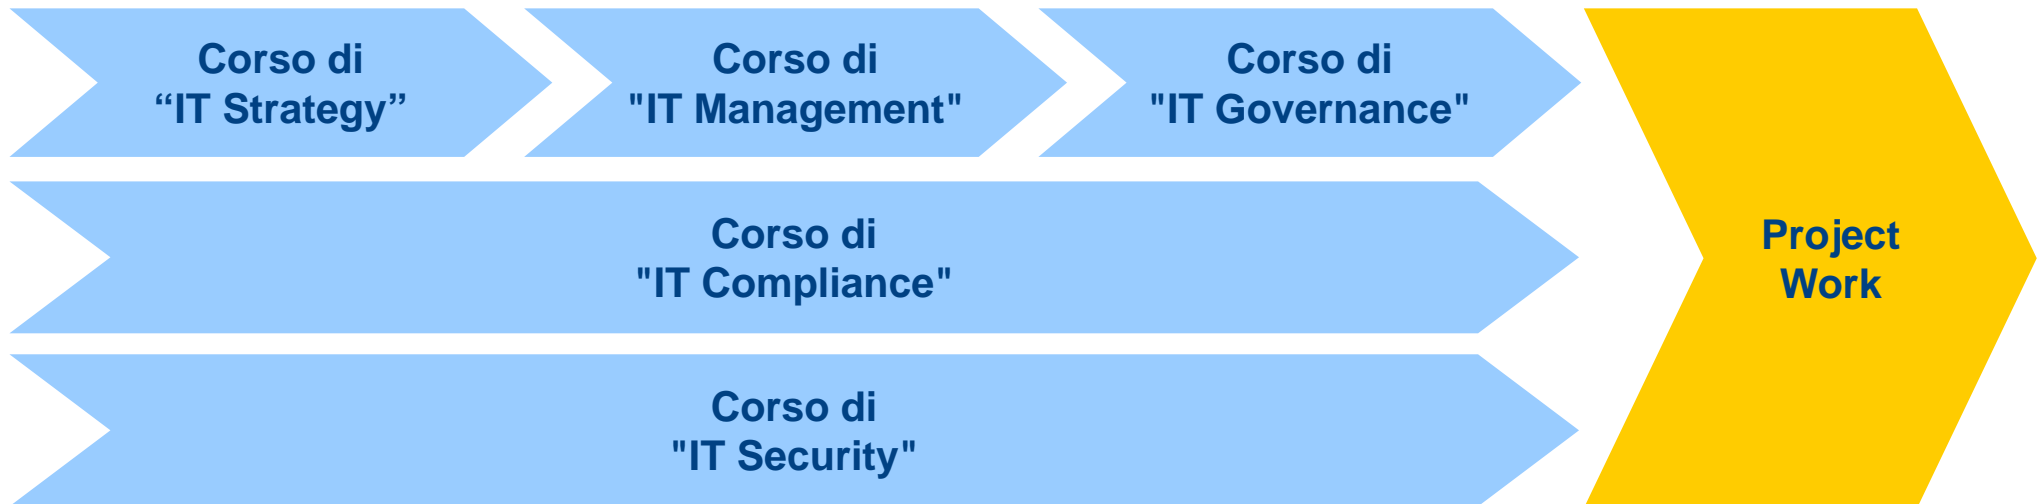 Corso di
“IT Strategy”
Corso di
"IT Management"
Corso di
"IT Governance"
Corso di
"IT Compliance"
Corso di
"IT Security"
Project
Work